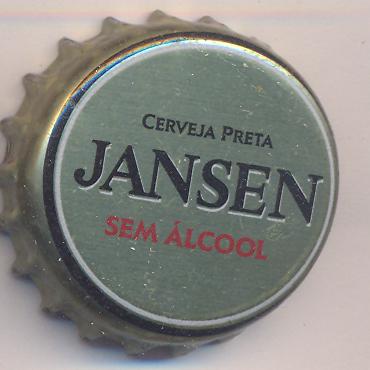 CERVEJA PRETA
JANSEN
SEM ÁLCOOL